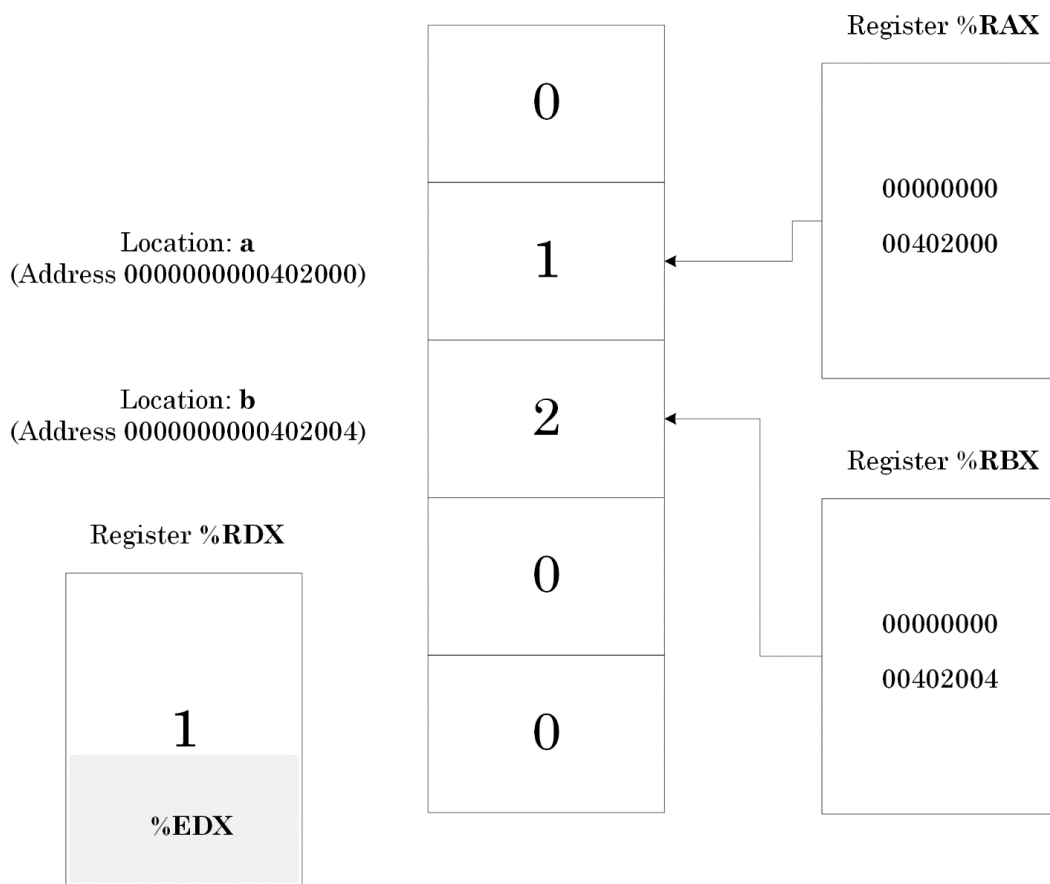 Register %RAX
0
00000000
00402000
Location: a
(Address 0000000000402000)
1
Location: b
(Address 0000000000402004)
2
Register %RBX
Register %RDX
0
00000000
00402004
1
0
%EDX